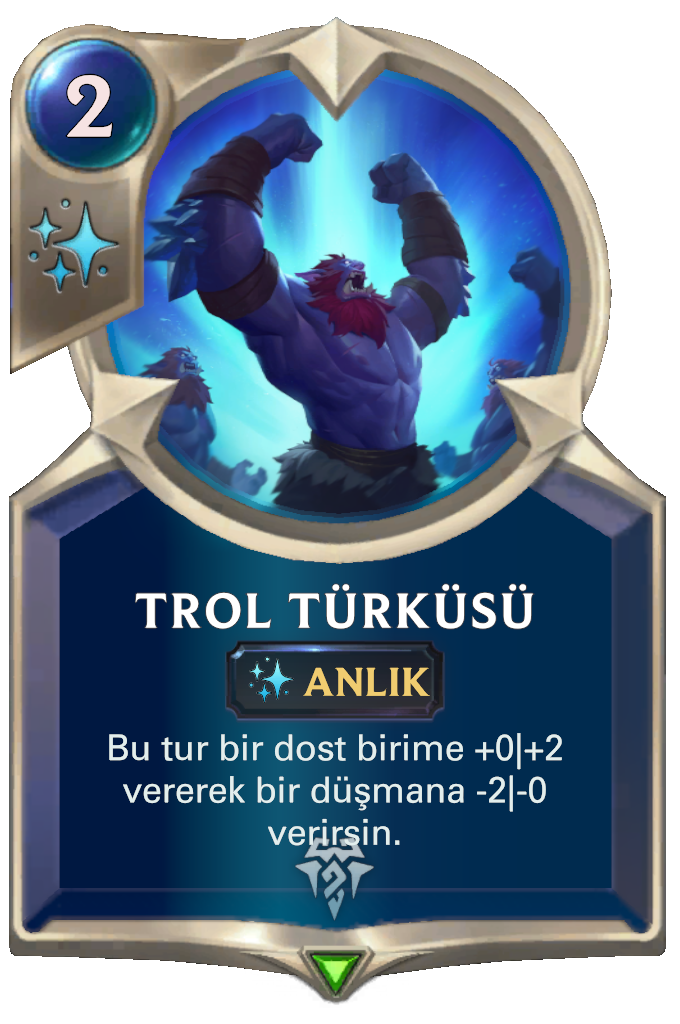 2
TROL TÜRKÜSÜ
ANLIK
Bu tur bir dost birime +0|+2
vererek bir düşmana -2|-0
verirsin.